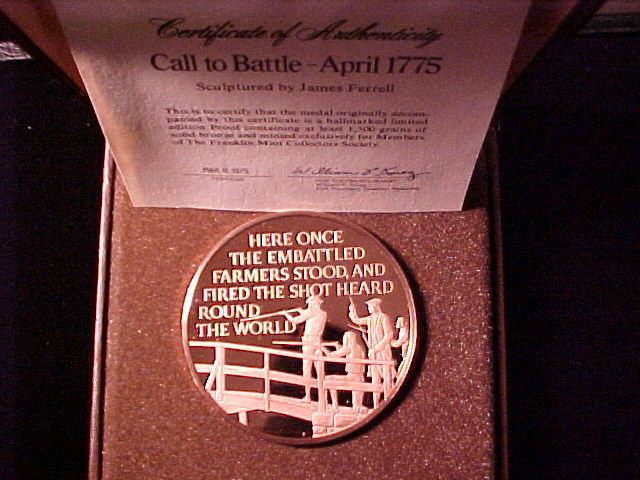 Certificate of Authenticity
Call to Battle – April 1775
Sculptured by James Ferrell
This is to certify that the medal originally accom-
panied by this certificate is a hallmarked limited
edition Proof containing at least 1,500 grains of
solid bronze and minted exclusively for Members
of The Franklin Mint Collectors Society.
HERE ONCE
THE EMBATTLED
FARMERS STOOD, AND
FIRED THE SHOT HEARD
ROUND
THE WORLD